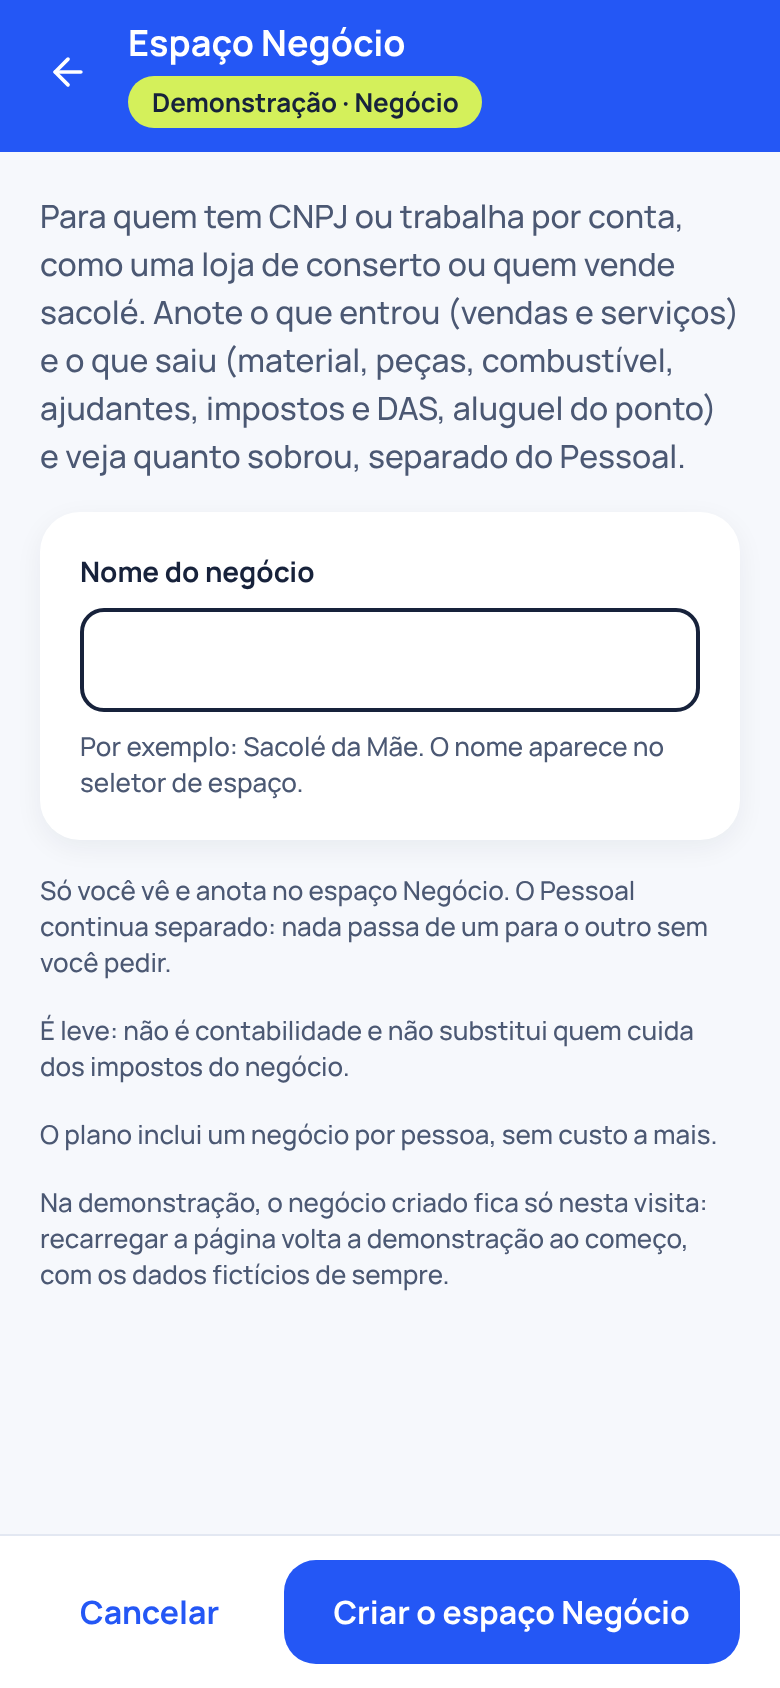 Espaço Negócio
Demonstração · Negócio
Para quem tem CNPJ ou trabalha por conta,
como uma loja de conserto ou quem vende
sacolé. Anote o que entrou (vendas e serviços)
e o que saiu (material, peças, combustível,
ajudantes, impostos e DAS, aluguel do ponto)
e veja quanto sobrou, separado do Pessoal.
Nome do negócio
Por exemplo: Sacolé da Mãe. O nome aparece no
seletor de espaço.
Só você vê e anota no espaço Negócio. O Pessoal
continua separado: nada passa de um para o outro sem
você pedir.
É leve: não é contabilidade e não substitui quem cuida
dos impostos do negócio.
O plano inclui um negócio por pessoa, sem custo a mais.
Na demonstração, o negócio criado fica só nesta visita:
recarregar a página volta a demonstração ao começo,
com os dados fictícios de sempre.
Cancelar
Criar o espaço Negócio